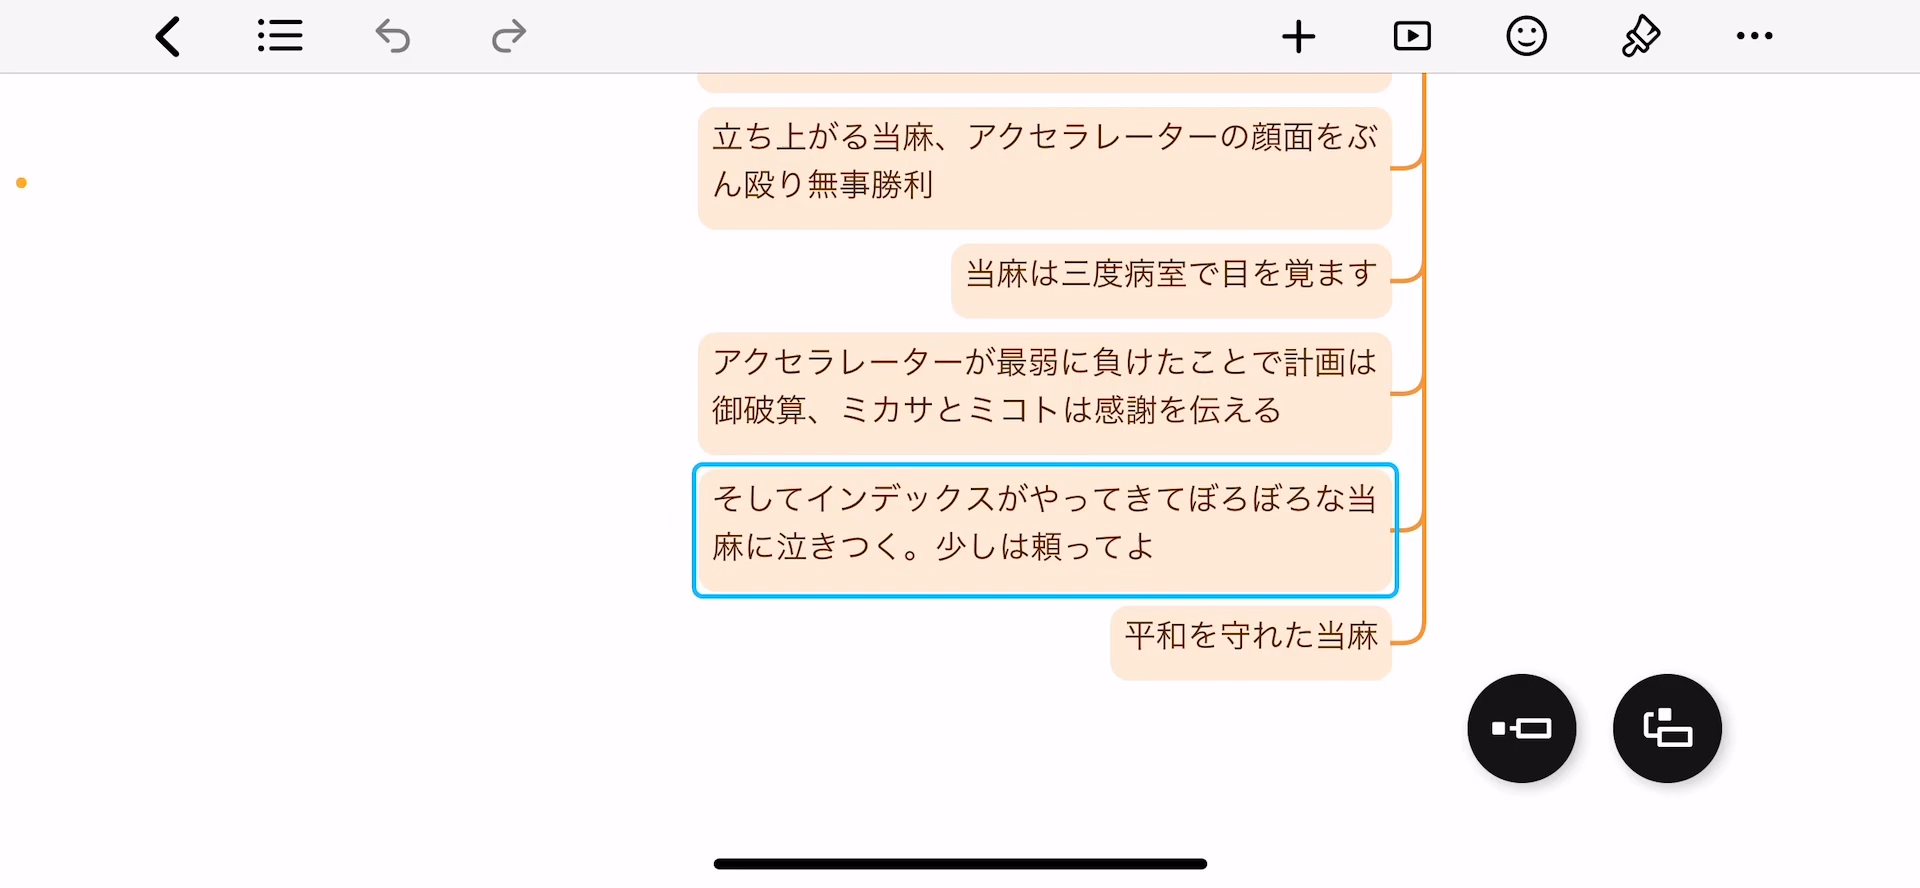 立ち上がる当麻、アクセラレーターの顔面をぶ
ん殴り無事勝利
当麻は三度病室で目を覚ます
アクセラレーターが最弱に負けたことで計画は
御破算、ミカサとミコトは感謝を伝える
そしてインデックスがやってきてぼろぼろな当
麻に泣きつく。少しは頼ってよ
平和を守れた当麻